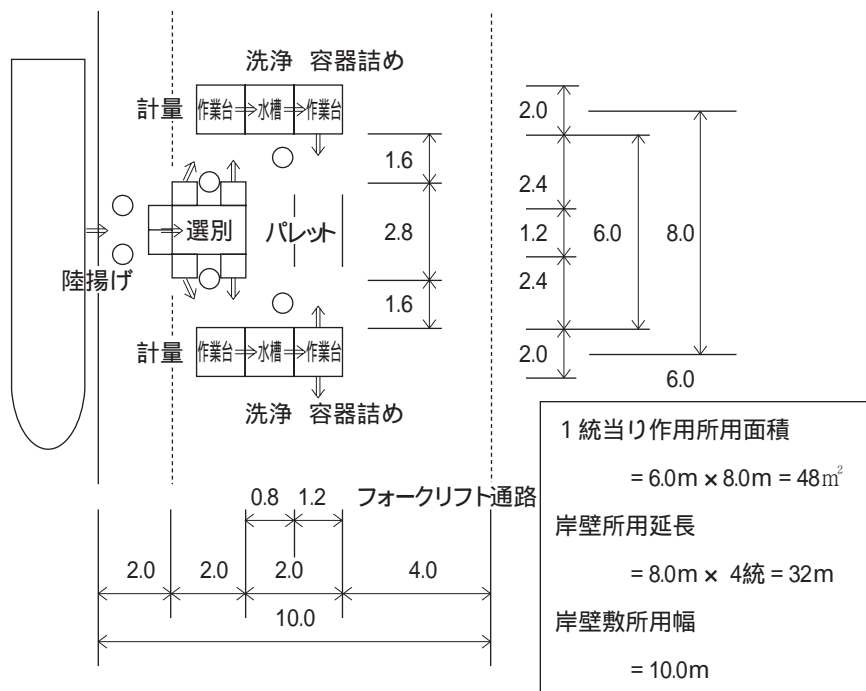 洗浄 容器詰め
計量
作業台 水槽 作業台
2.0
1.6
2.4
選別
パレット
2.8
1.2
6.0
8.0
陸揚げ
2.4
1.6
計量
作業台 水槽 作業台
2.0
6.0
洗浄 容器詰め
1統当り作用所用面積
= 6.0m × 8.0m = 48㎡
岸壁所用延長
= 8.0m × 4統 = 32m
岸壁敷所用幅
= 10.0m
0.8 1.2 フォークリフト通路
2.0 2.0 2.0 4.0
10.0